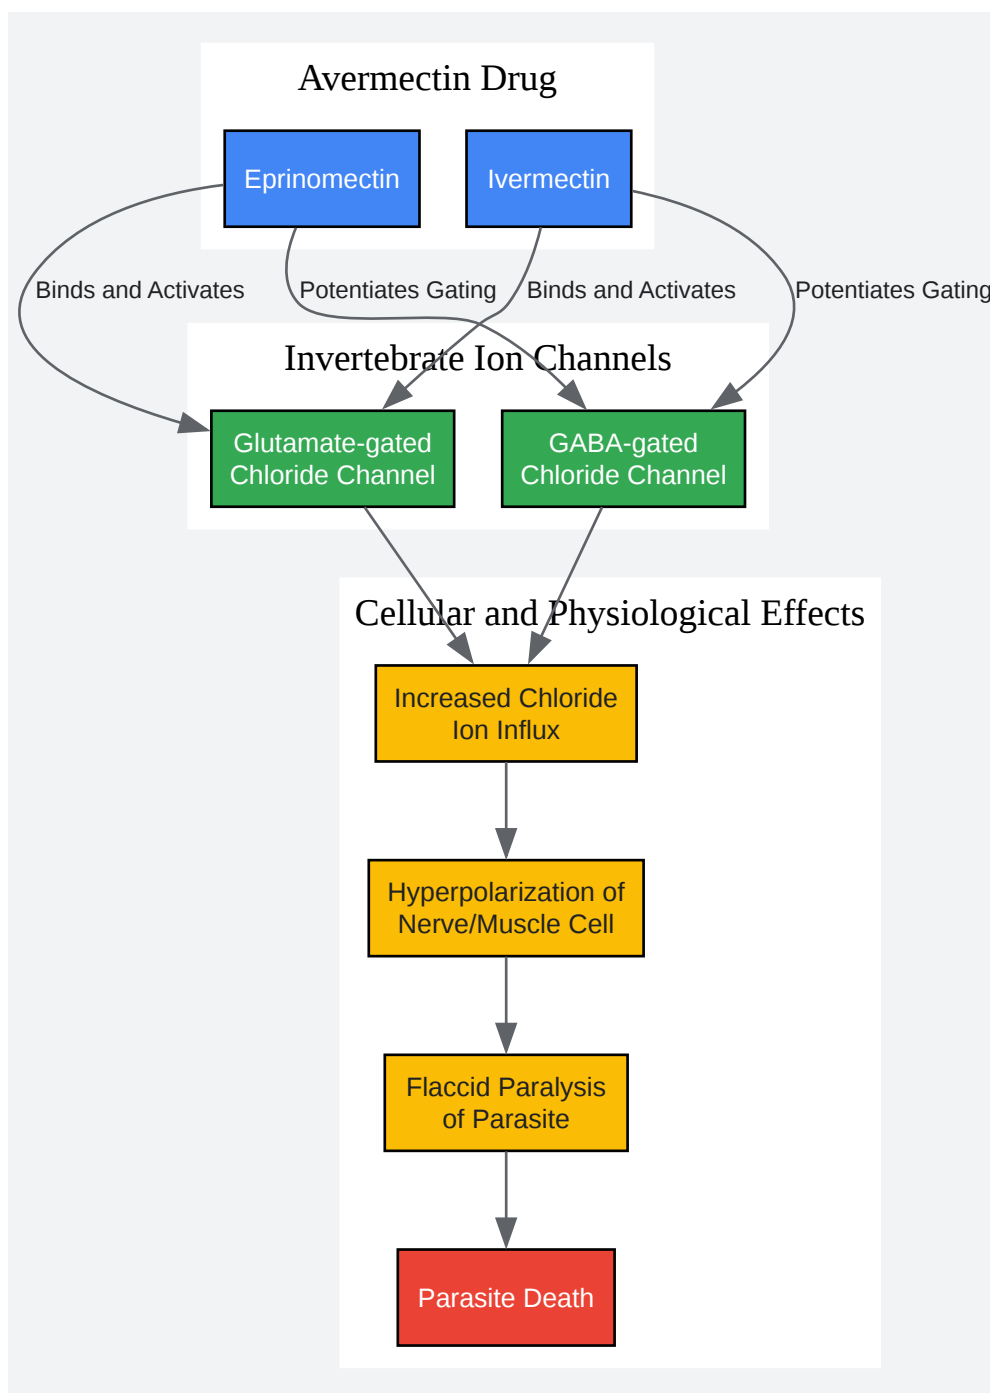 Avermectin Drug
Eprinomectin
Ivermectin
Binds and Activates
Potentiates Gating
Binds and Activates
Potentiates Gating
Invertebrate Ion Channels
Glutamate-gated
Chloride Channel
GABA-gated
Chloride Channel
Cellular and Physiological Effects
Increased Chloride
Ion Influx
Hyperpolarization of
Nerve/Muscle Cell
Flaccid Paralysis
of Parasite
Parasite Death